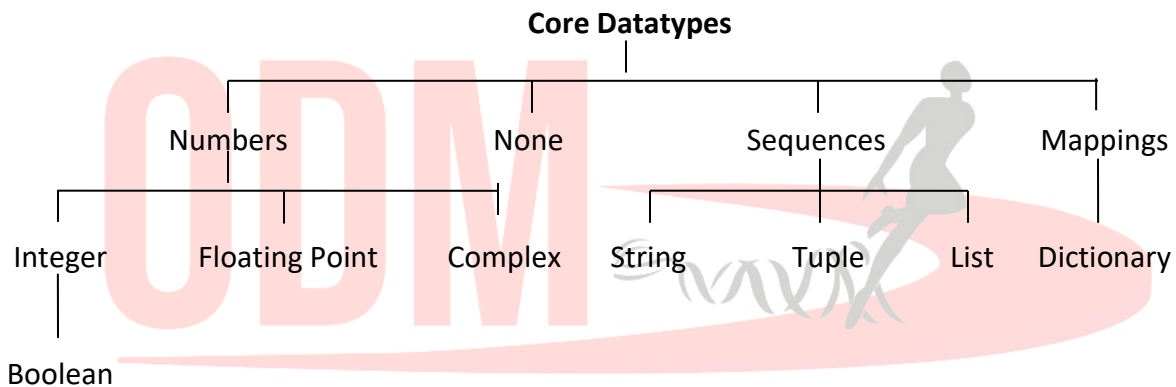 Core Datatypes
ODM
Numbers None Sequences Mappings
Integer Floating Point Complex String Tuple List Dictionary
Boolean